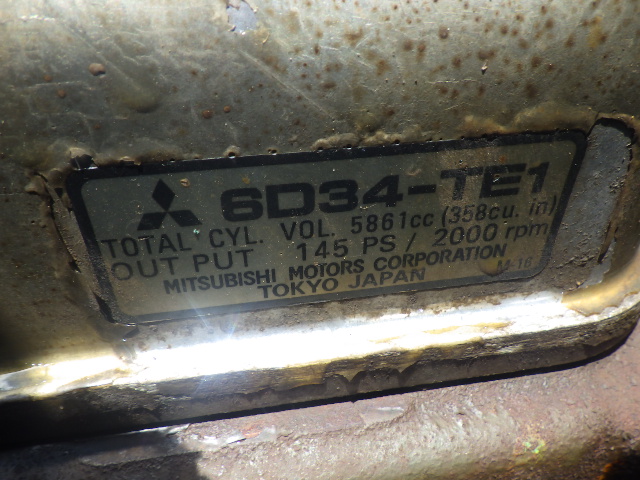 6D34-TE1
TOTAL CYL. VOL. 5861cc (358cu. in)
OUT PUT 145 PS / 2000 rpm
MITSUBISHI MOTORS CORPORATION
TOKYO JAPAN